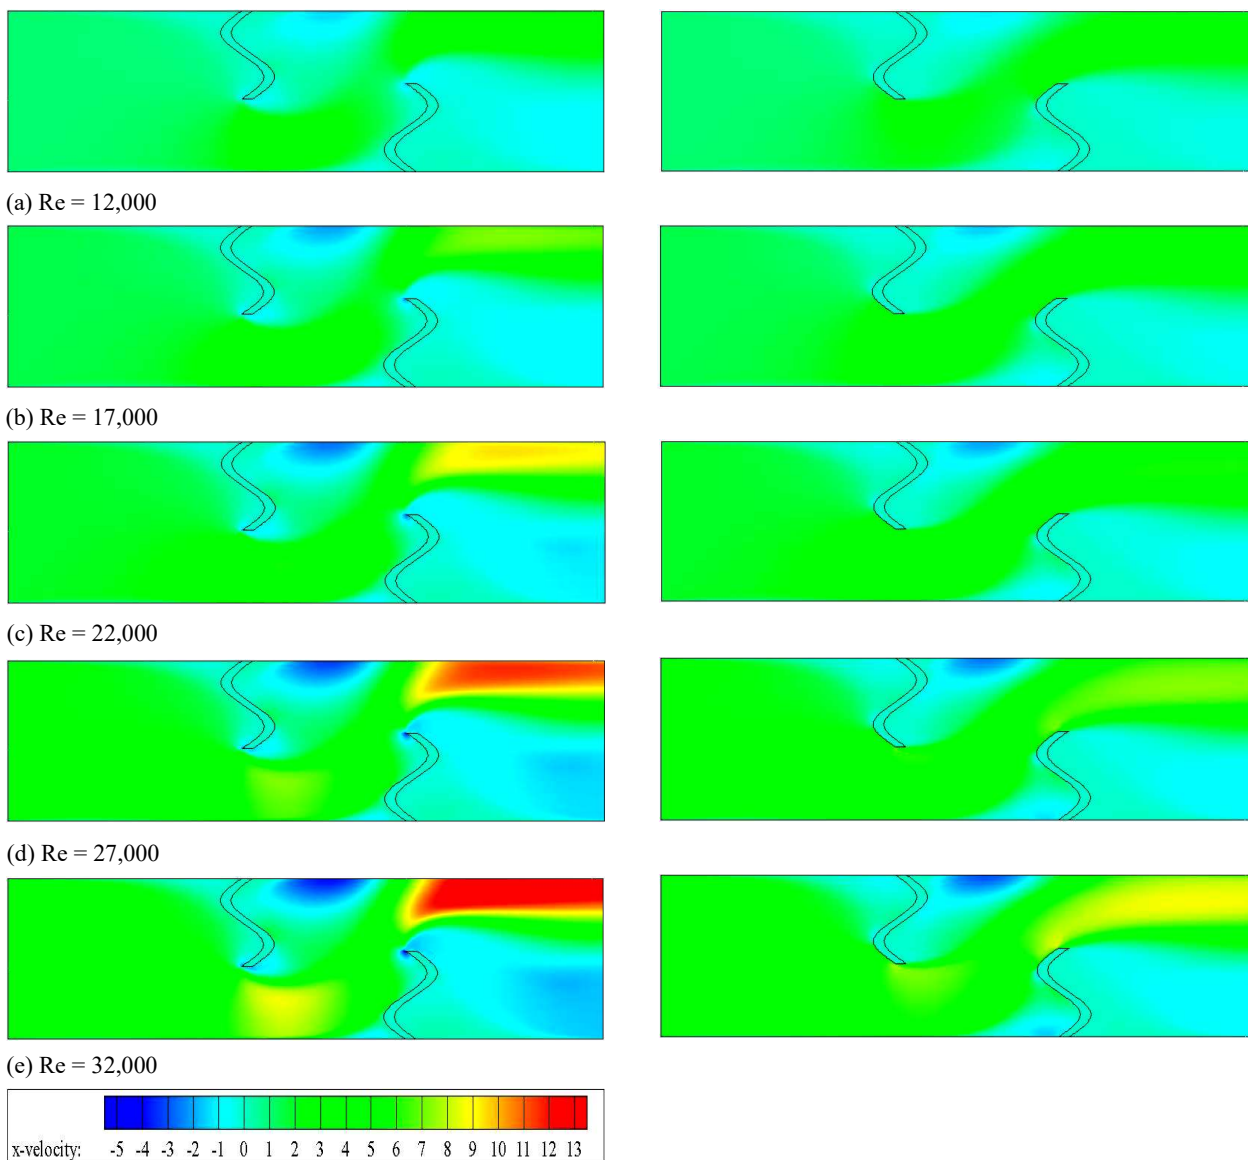 (a) Re = 12,000
(b) Re = 17,000
(c) Re = 22,000
(d) Re = 27,000
(e) Re = 32,000
x-velocity: -5 -4 -3 -2 -1 0 1 2 3 4 5 6 7 8 9 10 11 12 13